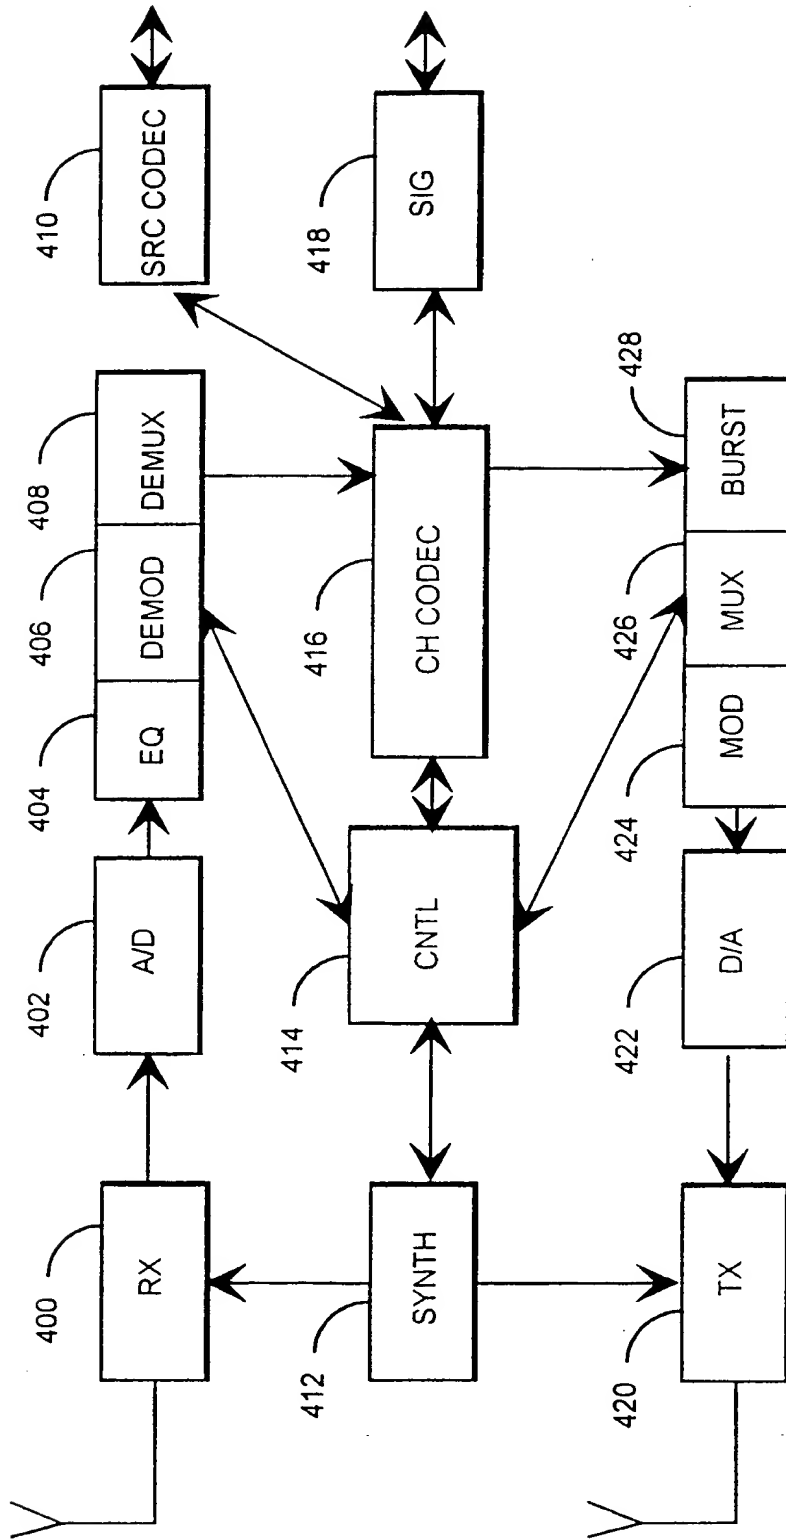 400
RX
402
A/D
404
EQ
406
DEMOD
408
DEMUX
410
SRC CODEC
412
SYNTH
414
CNTL
416
CH CODEC
418
SIG
420
TX
422
D/A
424
MOD
426
MUX
428
BURST